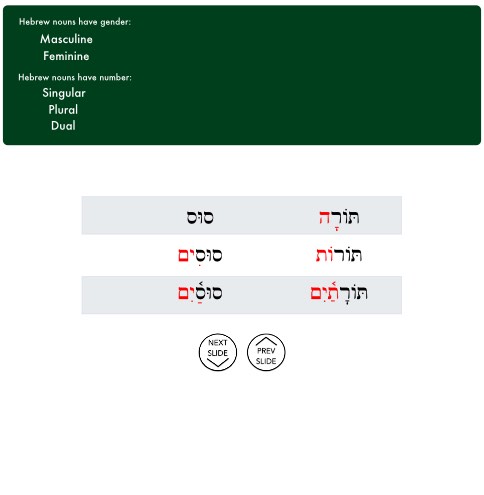 Hebrew nouns have gender:
Masculine
Feminine
Hebrew nouns have number:
Singular
Plural
Dual
תּוֹרָה סוּס
תּוֹרוֹת סוּסִים
תּוֹרָתַ֫יִם סוּסַ֫יִם
NEXT
SLIDE
PREV
SLIDE